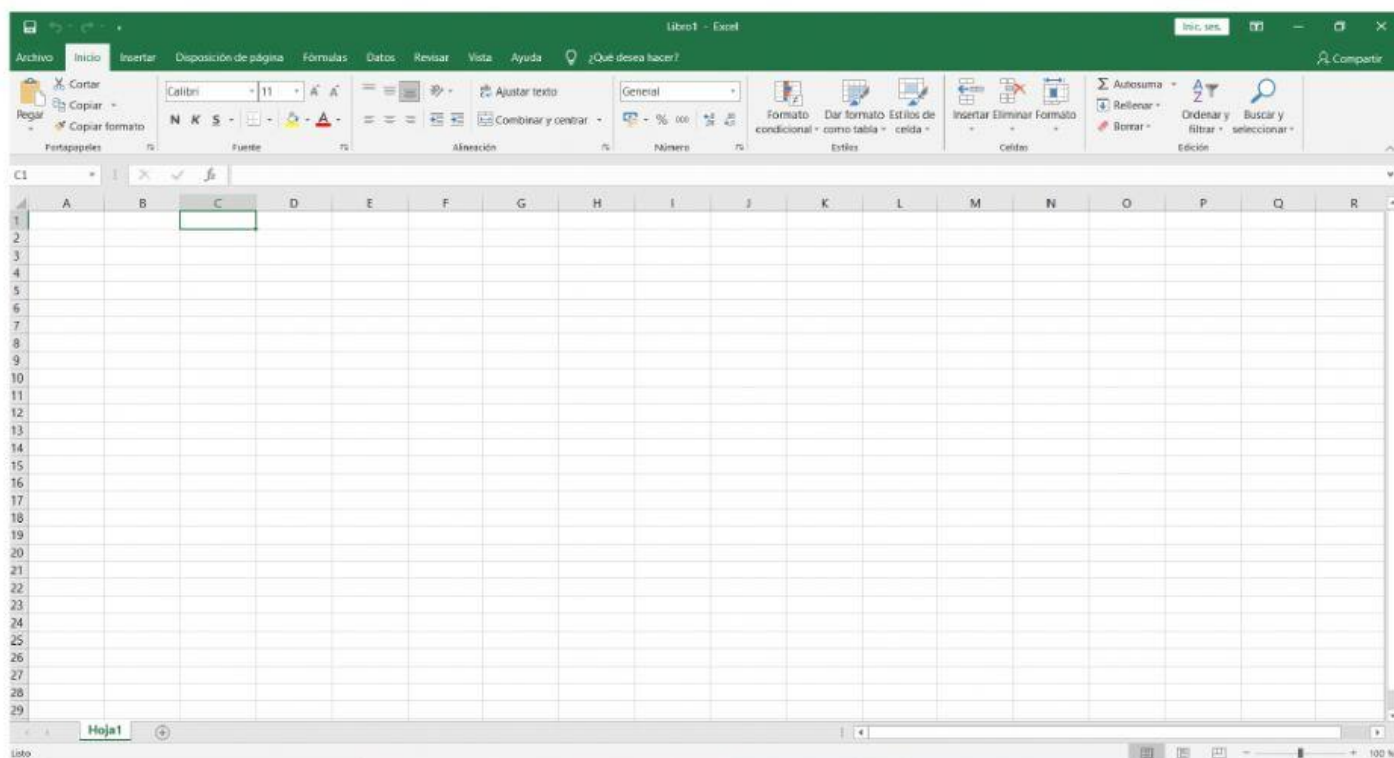 Libro1 - Excel
Inic. ses.
Archivo Inicio Insertar Disposición de página Fórmulas Datos Revisar Vista Ayuda ¿Qué desea hacer? Compartir
Pegar
Cortar
Copiar
Copiar formato
Portapapeles
Calibri 11 A A
N K S A
Fuente
Ajustar texto
Combinar y centrar
Alineación
General
% 000
Número
Formato condicional
Dar formato como tabla
Estilos de celda
Estilos
Insertar Eliminar Formato
Celdas
Autosuma
Rellenar
Borrar
Ordenar y filtrar
Buscar y seleccionar
Edición
C1 fx
A B C D E F G H I J K L M N O P Q R
1
2
3
4
5
6
7
8
9
10
11
12
13
14
15
16
17
18
19
20
21
22
23
24
25
26
27
28
29
Hoja1
Listo 100 %